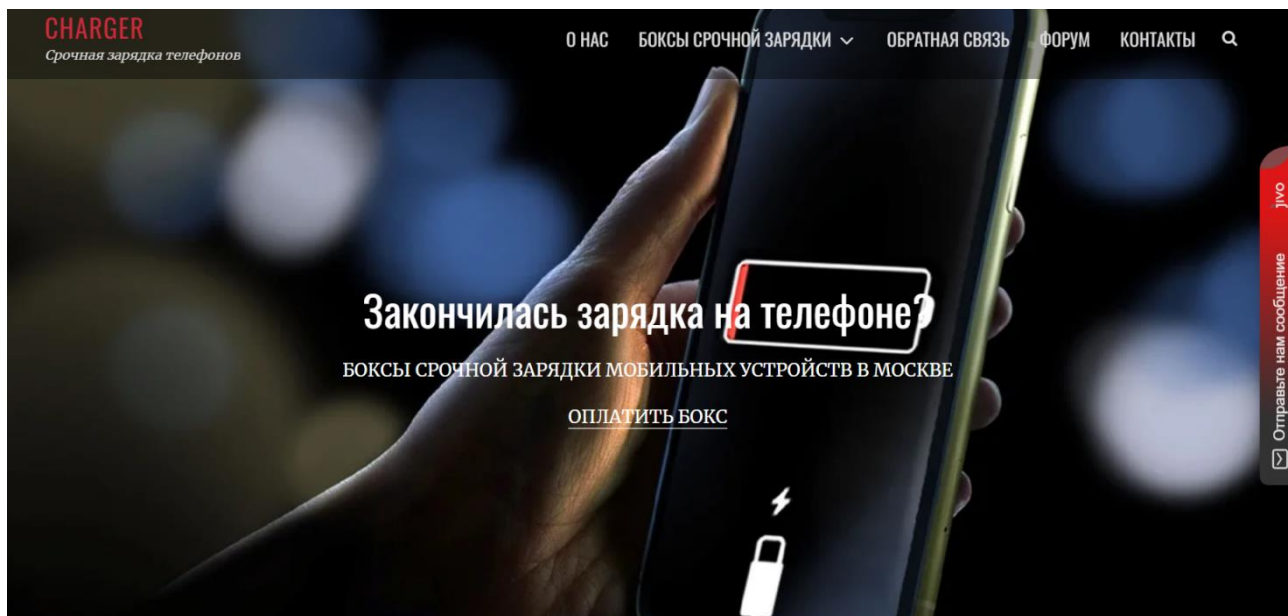 CHARGER
Срочная зарядка телефонов
О НАС
БОКСЫ СРОЧНОЙ ЗАРЯДКИ
ОБРАТНАЯ СВЯЗЬ
ФОРУМ
КОНТАКТЫ
Закончилась зарядка на телефоне?
БОКСЫ СРОЧНОЙ ЗАРЯДКИ МОБИЛЬНЫХ УСТРОЙСТВ В МОСКВЕ
ОПЛАТИТЬ БОКС
Отправьте нам сообщение
jivo